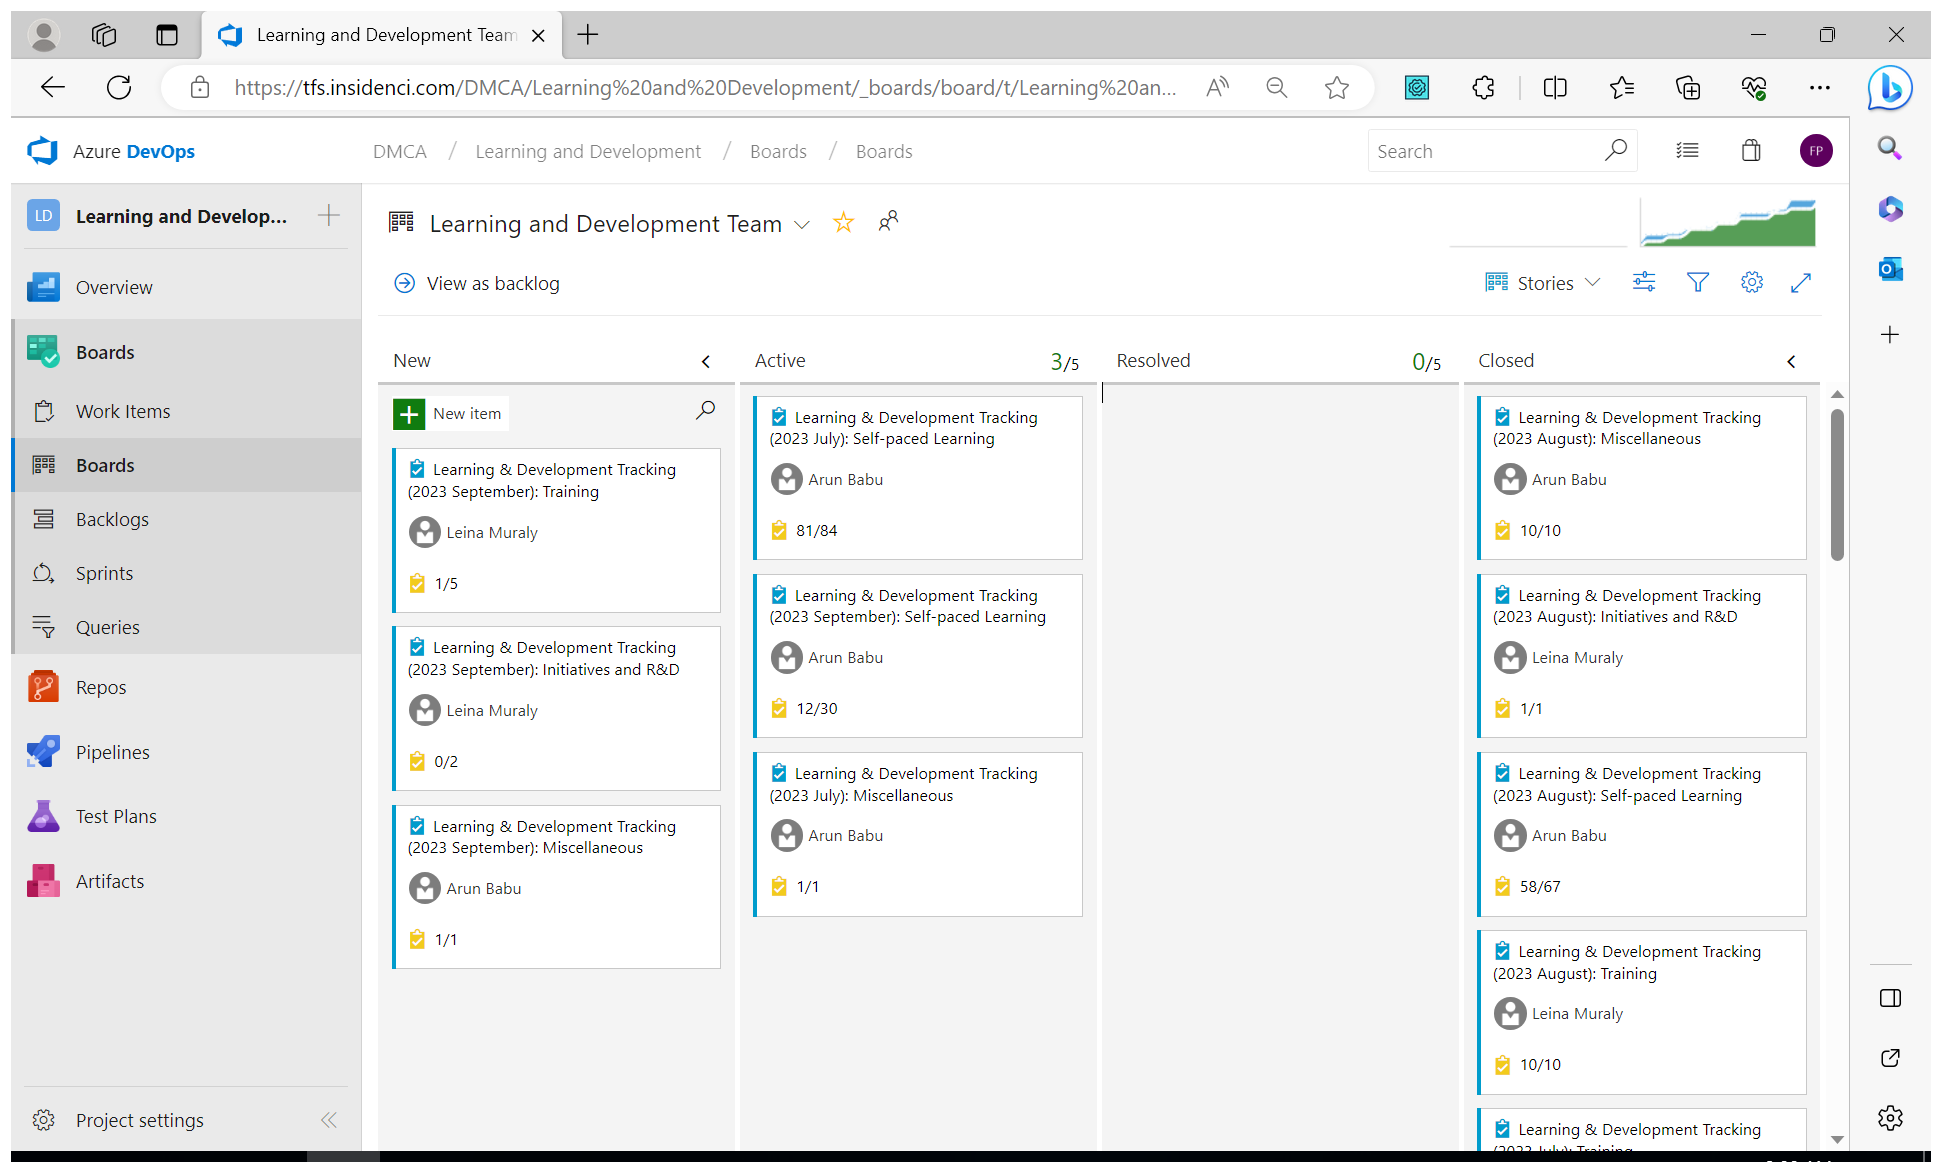 Learning and Development Team
https://tfs.insidenci.com/DMCA/Learning%20and%20Development/_boards/board/t/Learning%20an...
Azure DevOps
DMCA / Learning and Development / Boards / Boards
Search
FP
LD Learning and Develop...
Overview
Boards
Work Items
Boards
Backlogs
Sprints
Queries
Repos
Pipelines
Test Plans
Artifacts
Project settings
Learning and Development Team
View as backlog
Stories
New
New item
Learning & Development Tracking
(2023 September): Training
Leina Muraly
1/5
Learning & Development Tracking
(2023 September): Initiatives and R&D
Leina Muraly
0/2
Learning & Development Tracking
(2023 September): Miscellaneous
Arun Babu
1/1
Active 3/5
Learning & Development Tracking
(2023 July): Self-paced Learning
Arun Babu
81/84
Learning & Development Tracking
(2023 September): Self-paced Learning
Arun Babu
12/30
Learning & Development Tracking
(2023 July): Miscellaneous
Arun Babu
1/1
Resolved 0/5
Closed
Learning & Development Tracking
(2023 August): Miscellaneous
Arun Babu
10/10
Learning & Development Tracking
(2023 August): Initiatives and R&D
Leina Muraly
1/1
Learning & Development Tracking
(2023 August): Self-paced Learning
Arun Babu
58/67
Learning & Development Tracking
(2023 August): Training
Leina Muraly
10/10
Learning & Development Tracking
(2023 July): Training